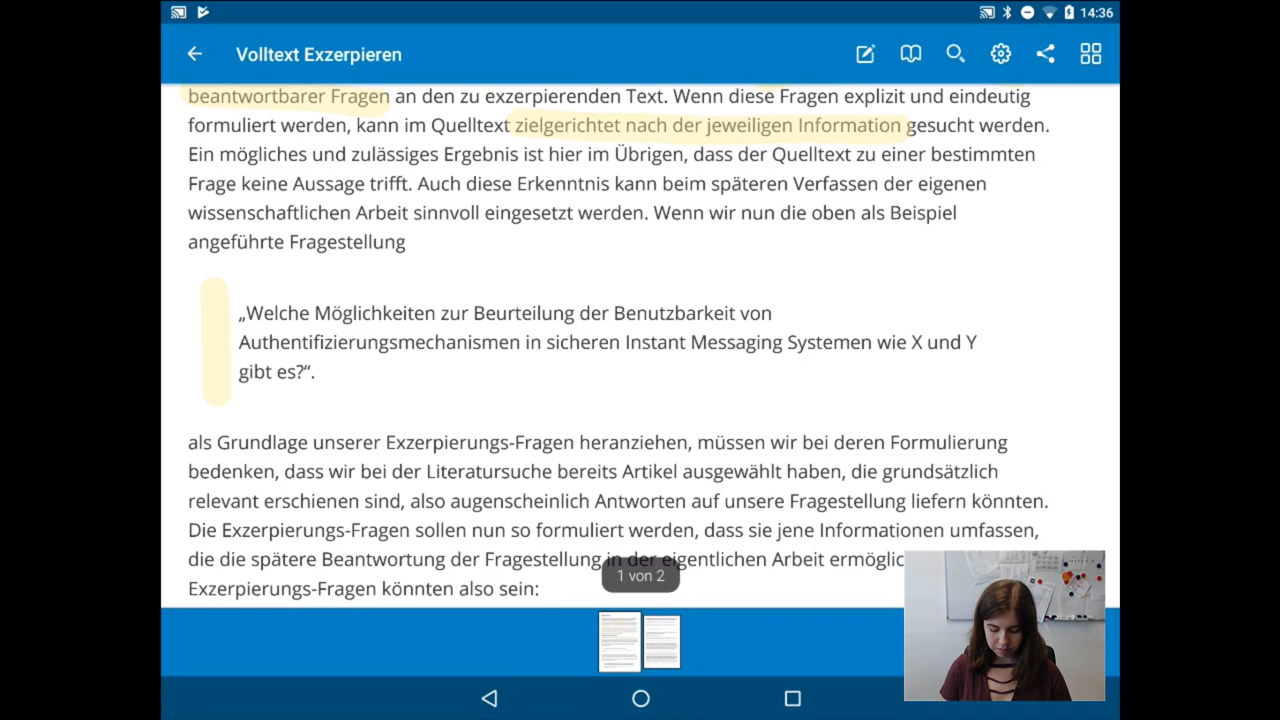 14:36
Volltext Exzerpieren
beantwortbarer Fragen an den zu exzerpierenden Text. Wenn diese Fragen explizit und eindeutig
formuliert werden, kann im Quelltext zielgerichtet nach der jeweiligen Information gesucht werden.
Ein mögliches und zulässiges Ergebnis ist hier im Übrigen, dass der Quelltext zu einer bestimmten
Frage keine Aussage trifft. Auch diese Erkenntnis kann beim späteren Verfassen der eigenen
wissenschaftlichen Arbeit sinnvoll eingesetzt werden. Wenn wir nun die oben als Beispiel
angeführte Fragestellung
„Welche Möglichkeiten zur Beurteilung der Benutzbarkeit von
Authentifizierungsmechanismen in sicheren Instant Messaging Systemen wie X und Y
gibt es?“.
als Grundlage unserer Exzerpierungs-Fragen heranziehen, müssen wir bei deren Formulierung
bedenken, dass wir bei der Literatursuche bereits Artikel ausgewählt haben, die grundsätzlich
relevant erschienen sind, also augenscheinlich Antworten auf unsere Fragestellung liefern könnten.
Die Exzerpierungs-Fragen sollen nun so formuliert werden, dass sie jene Informationen umfassen,
die die spätere Beantwortung der Fragestellung in der eigentlichen Arbeit
Exzerpierungs-Fragen könnten also sein:
1 von 2